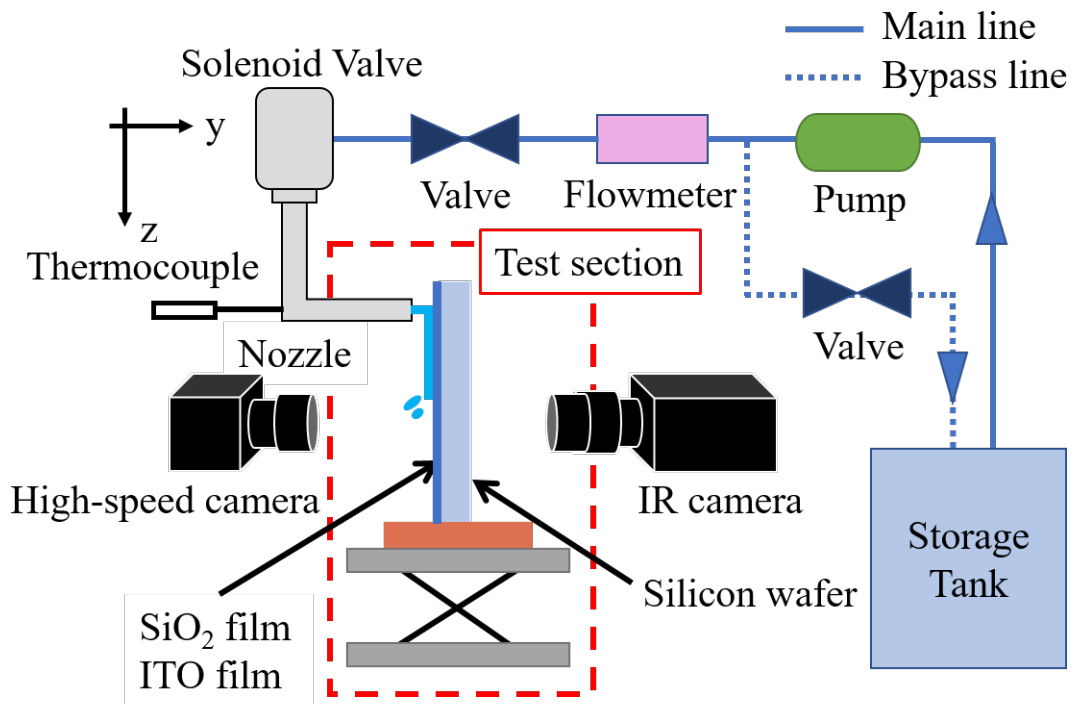 Main line
Bypass line
Solenoid Valve
y
z
Valve
Flowmeter
Pump
Thermocouple
Test section
Nozzle
Valve
High-speed camera
IR camera
Silicon wafer
SiO₂ film
ITO film
Storage
Tank